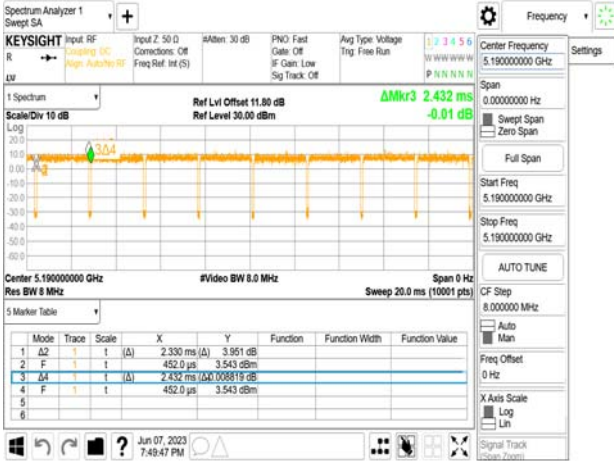 Spectrum Analyzer 1
Swept SA
+
Frequency
Settings
KEYSIGHT
R
LXI
Input: RF
Coupling: DC
Align: Auto/No RF
Input Z: 50 Ω
Corrections: Off
Freq Ref: Int (S)
#Atten: 30 dB
PNO: Fast
Gate: Off
IF Gain: Low
Sig Track: Off
Avg Type: Voltage
Trig: Free Run
1 2 3 4 5 6
W W W W W W
P N N N N N
1 Spectrum
Scale/Div 10 dB
Log
Ref Lvl Offset 11.80 dB
Ref Level 30.00 dBm
ΔMkr3 2.432 ms
-0.01 dB
20.0
10.0
0.00
-10.0
-20.0
-30.0
-40.0
-50.0
-60.0
3Δ4
Center 5.190000000 GHz
Res BW 8 MHz
#Video BW 8.0 MHz
Span 0 Hz
Sweep 20.0 ms (10001 pts)
5 Marker Table
Mode Trace Scale X Y Function Function Width Function Value
1 Δ2 1 t (Δ) 2.330 ms (Δ) 3.951 dB
2 F 1 t 452.0 µs 3.543 dBm
3 Δ4 1 t (Δ) 2.432 ms (Δ) -0.008819 dB
4 F 1 t 452.0 µs 3.543 dBm
5
6
?
Jun 07, 2023
7:49:47 PM
Center Frequency
5.190000000 GHz
Span
0.00000000 Hz
Swept Span
Zero Span
Full Span
Start Freq
5.190000000 GHz
Stop Freq
5.190000000 GHz
AUTO TUNE
CF Step
8.000000 MHz
Auto
Man
Freq Offset
0 Hz
X Axis Scale
Log
Lin
Signal Track
(Span Zoom)